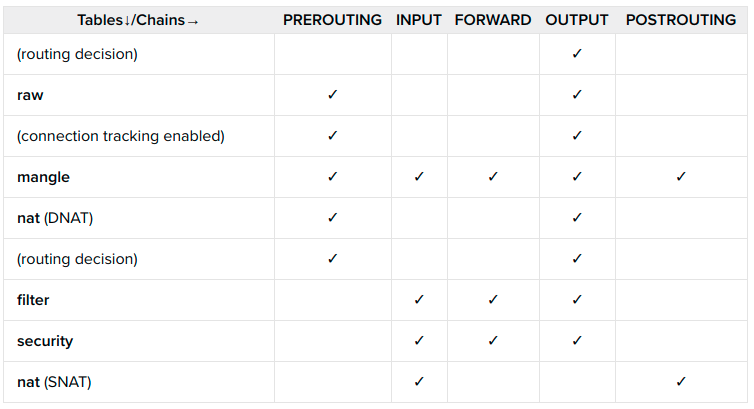 Tables↓/Chains→ PREROUTING INPUT FORWARD OUTPUT POSTROUTING
(routing decision) ✓
raw ✓ ✓
(connection tracking enabled) ✓ ✓
mangle ✓ ✓ ✓ ✓ ✓
nat (DNAT) ✓ ✓
(routing decision) ✓ ✓
filter ✓ ✓ ✓
security ✓ ✓ ✓
nat (SNAT) ✓ ✓